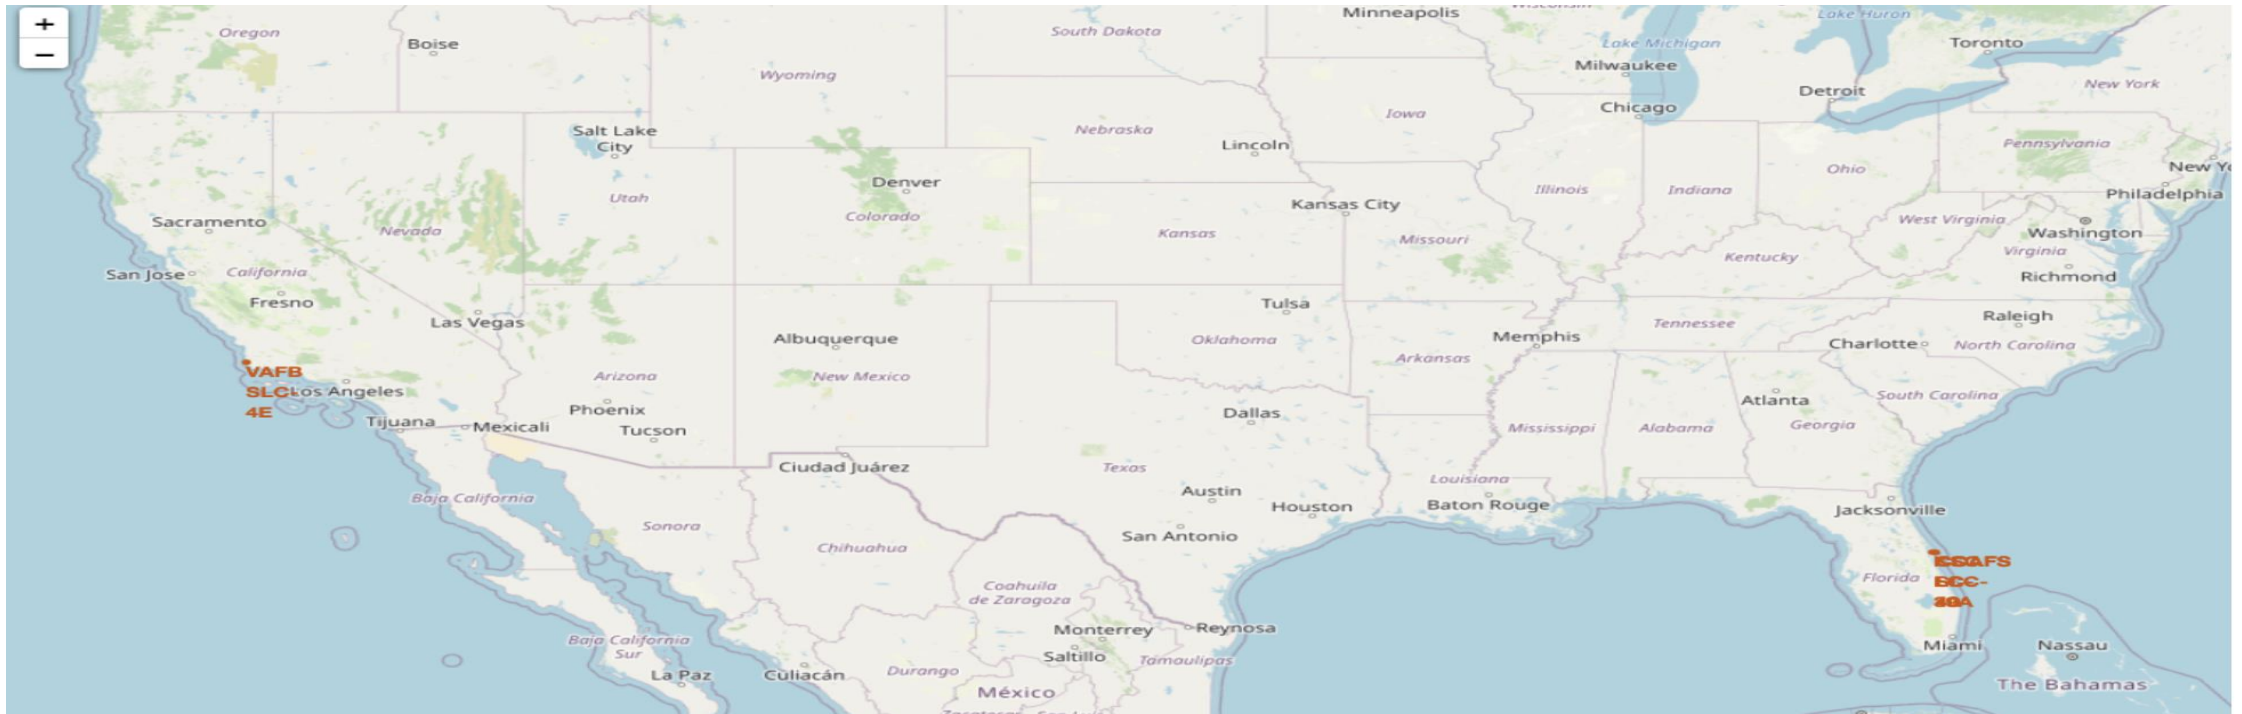 +
−
Oregon
Boise
South Dakota
Minneapolis
Lake Huron
Lake Michigan
Toronto
Wyoming
Milwaukee
New York
Detroit
Chicago
Iowa
Nebraska
Salt Lake
City
Lincoln
Pennsylvania
New Yo
Ohio
Denver
Utah
Illinois
Indiana
Philadelphia
Kansas City
Colorado
Sacramento
Nevada
Kansas
Missouri
West Virginia
Washington
Virginia
Kentucky
San Jose
California
Richmond
Fresno
Las Vegas
Tulsa
Raleigh
Tennessee
Albuquerque
Oklahoma
Memphis
Charlotte
North Carolina
Arkansas
VAFB
SLC-
4E
Los Angeles
Arizona
New Mexico
Phoenix
Dallas
Atlanta
South Carolina
Tijuana
Mexicali
Tucson
Mississippi
Alabama
Georgia
Ciudad Juárez
Texas
Louisiana
Baja California
Austin
Houston
Baton Rouge
Jacksonville
Sonora
San Antonio
Chihuahua
Florida
Coahuila
de Zaragoza
Monterrey
Reynosa
Baja California
Sur
Miami
Nassau
Saltillo
Tamaulipas
La Paz
Culiacán
Durango
México
The Bahamas